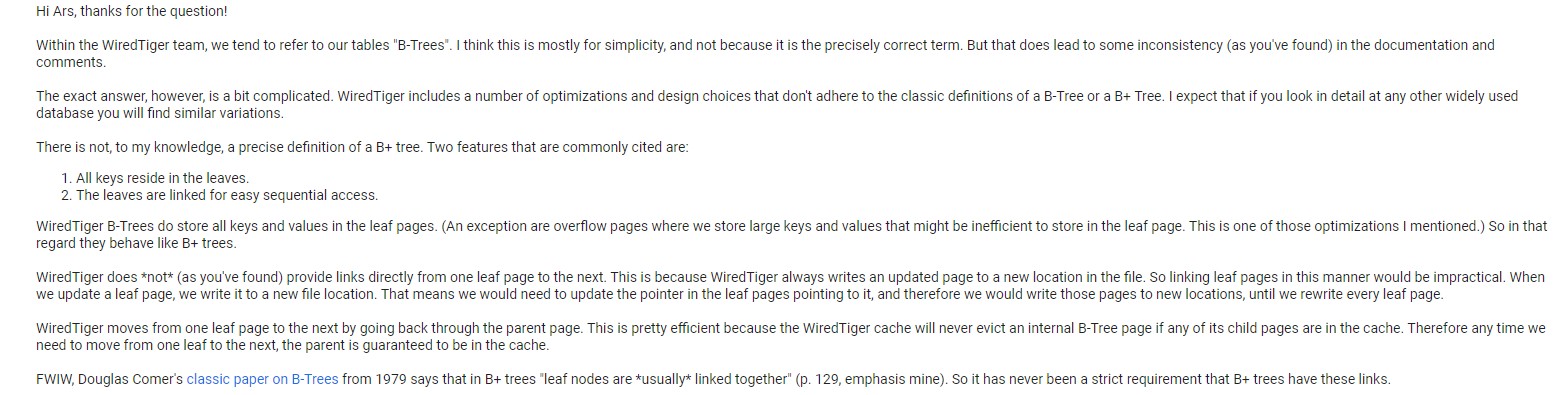 Hi Ars, thanks for the question!
Within the WiredTiger team, we tend to refer to our tables "B-Trees". I think this is mostly for simplicity, and not because it is the precisely correct term. But that does lead to some inconsistency (as you've found) in the documentation and
comments.
The exact answer, however, is a bit complicated. WiredTiger includes a number of optimizations and design choices that don't adhere to the classic definitions of a B-Tree or a B+ Tree. I expect that if you look in detail at any other widely used
database you will find similar variations.
There is not, to my knowledge, a precise definition of a B+ tree. Two features that are commonly cited are:
1. All keys reside in the leaves.
2. The leaves are linked for easy sequential access.
WiredTiger B-Trees do store all keys and values in the leaf pages. (An exception are overflow pages where we store large keys and values that might be inefficient to store in the leaf page. This is one of those optimizations I mentioned.) So in that
regard they behave like B+ trees.
WiredTiger does *not* (as you've found) provide links directly from one leaf page to the next. This is because WiredTiger always writes an updated page to a new location in the file. So linking leaf pages in this manner would be impractical. When
we update a leaf page, we write it to a new file location. That means we would need to update the pointer in the leaf pages pointing to it, and therefore we would write those pages to new locations, until we rewrite every leaf page.
WiredTiger moves from one leaf page to the next by going back through the parent page. This is pretty efficient because the WiredTiger cache will never evict an internal B-Tree page if any of its child pages are in the cache. Therefore any time we
need to move from one leaf to the next, the parent is guaranteed to be in the cache.
FWIW, Douglas Comer's classic paper on B-Trees from 1979 says that in B+ trees "leaf nodes are *usually* linked together" (p. 129, emphasis mine). So it has never been a strict requirement that B+ trees have these links.